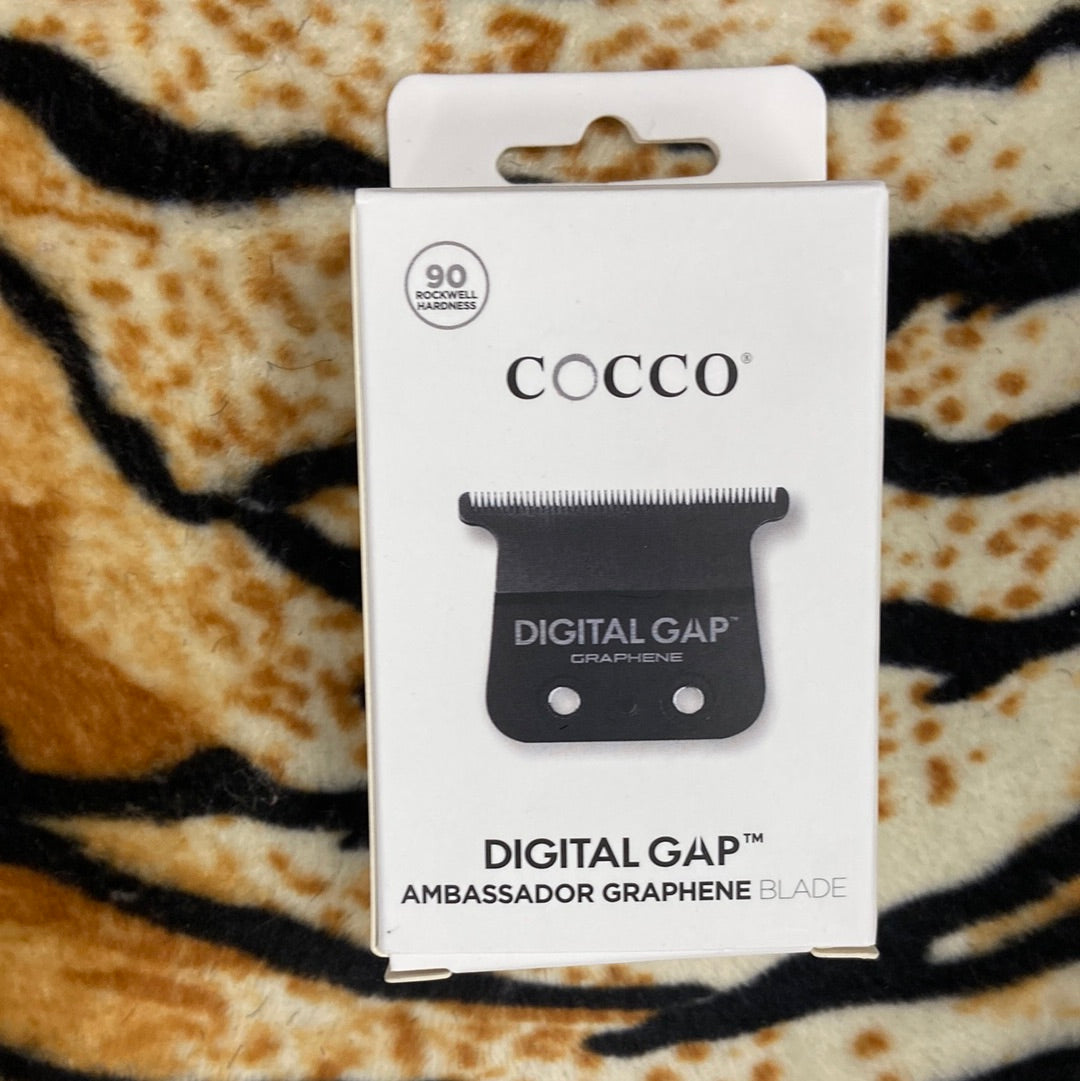 90
ROCKWELL
HARDNESS
COCCO®
DIGITAL GAP™
GRAPHENE
DIGITAL GAP™
AMBASSADOR GRAPHENE BLADE